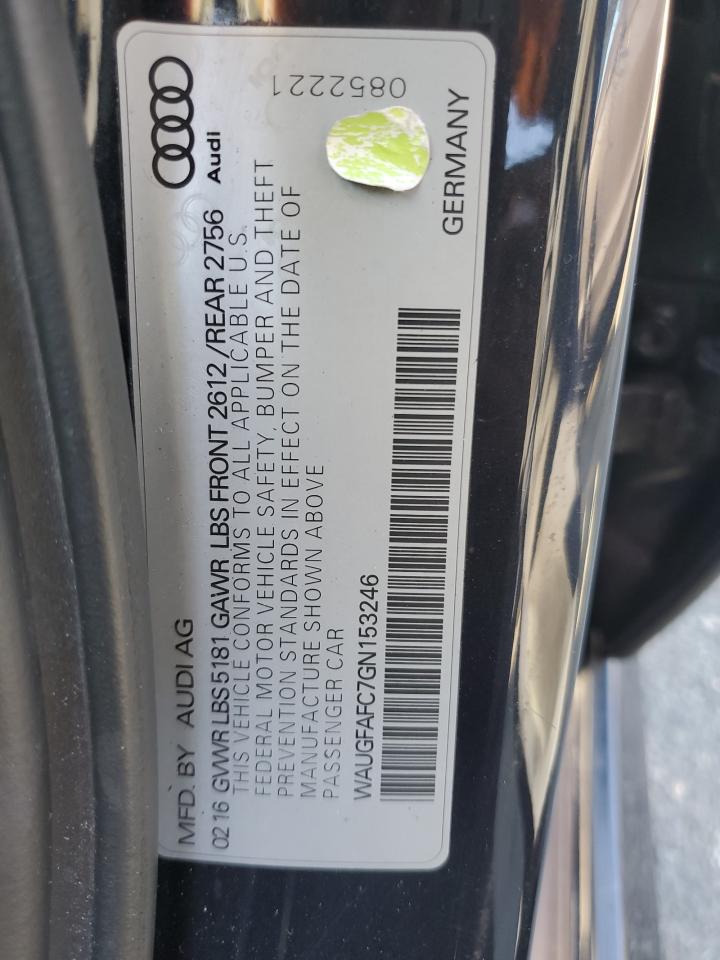 MFD. BY AUDI AG
Audi
02 16 GVWR LBS 5181 GAWR LBS FRONT 2612 / REAR 2756
THIS VEHICLE CONFORMS TO ALL APPLICABLE U.S.
FEDERAL MOTOR VEHICLE SAFETY, BUMPER AND THEFT
PREVENTION STANDARDS IN EFFECT ON THE DATE OF
MANUFACTURE SHOWN ABOVE
PASSENGER CAR
WAUGFAFC7GN153246
0852221
GERMANY